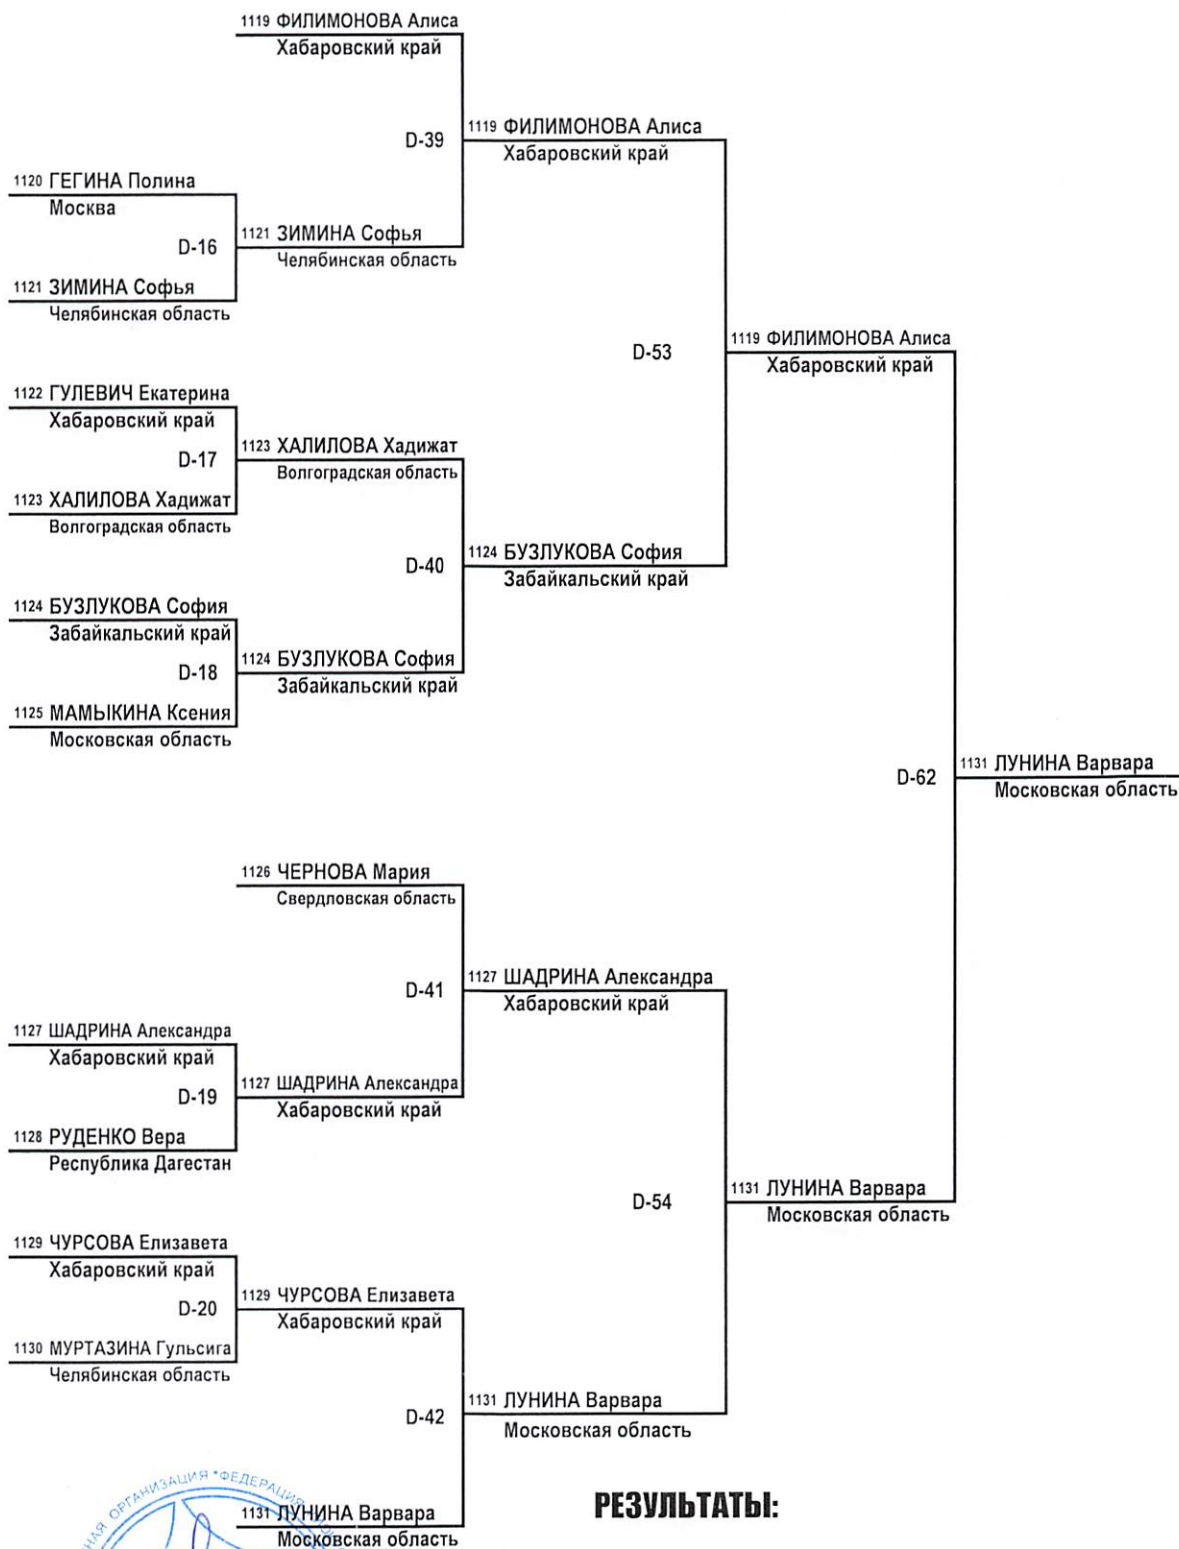 1119 ФИЛИМОНОВА Алиса
Хабаровский край
D-39
1119 ФИЛИМОНОВА Алиса
Хабаровский край
1120 ГЕГИНА Полина
Москва
D-16
1121 ЗИМИНА Софья
Челябинская область
1121 ЗИМИНА Софья
Челябинская область
D-53
1119 ФИЛИМОНОВА Алиса
Хабаровский край
1122 ГУЛЕВИЧ Екатерина
Хабаровский край
D-17
1123 ХАЛИЛОВА Хадижат
Волгоградская область
1123 ХАЛИЛОВА Хадижат
Волгоградская область
D-40
1124 БУЗЛУКОВА София
Забайкальский край
1124 БУЗЛУКОВА София
Забайкальский край
D-18
1124 БУЗЛУКОВА София
Забайкальский край
1125 МАМЫКИНА Ксения
Московская область
D-62
1131 ЛУНИНА Варвара
Московская область
1126 ЧЕРНОВА Мария
Свердловская область
D-41
1127 ШАДРИНА Александра
Хабаровский край
1127 ШАДРИНА Александра
Хабаровский край
D-19
1127 ШАДРИНА Александра
Хабаровский край
1128 РУДЕНКО Вера
Республика Дагестан
D-54
1131 ЛУНИНА Варвара
Московская область
1129 ЧУРСОВА Елизавета
Хабаровский край
D-20
1129 ЧУРСОВА Елизавета
Хабаровский край
1130 МУРТАЗИНА Гульсига
Челябинская область
D-42
1131 ЛУНИНА Варвара
Московская область
ОРГАНИЗАЦИЯ *ФЕДЕРАЦИЯ
1131 ЛУНИНА Варвара
Московская область
РЕЗУЛЬТАТЫ: